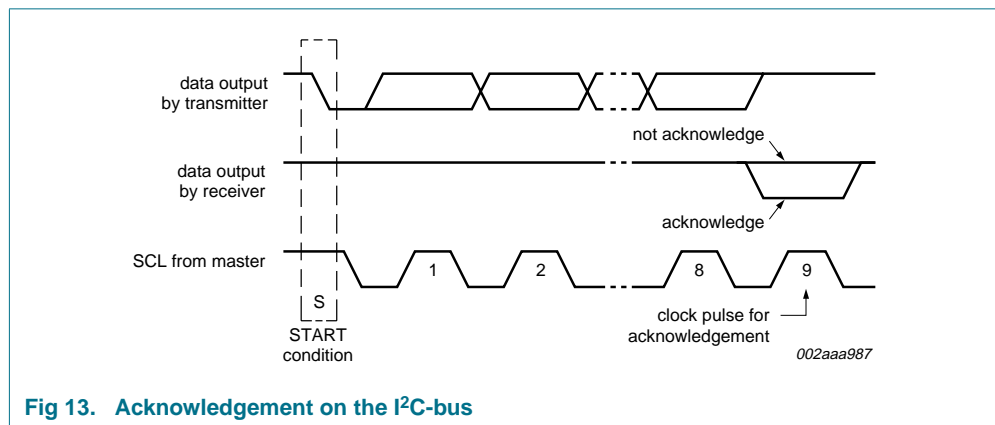 data output
by transmitter
not acknowledge
data output
by receiver
acknowledge
SCL from master
1
2
8
9
S
START
condition
clock pulse for
acknowledgement
002aaa987
Fig 13. Acknowledgement on the I²C-bus